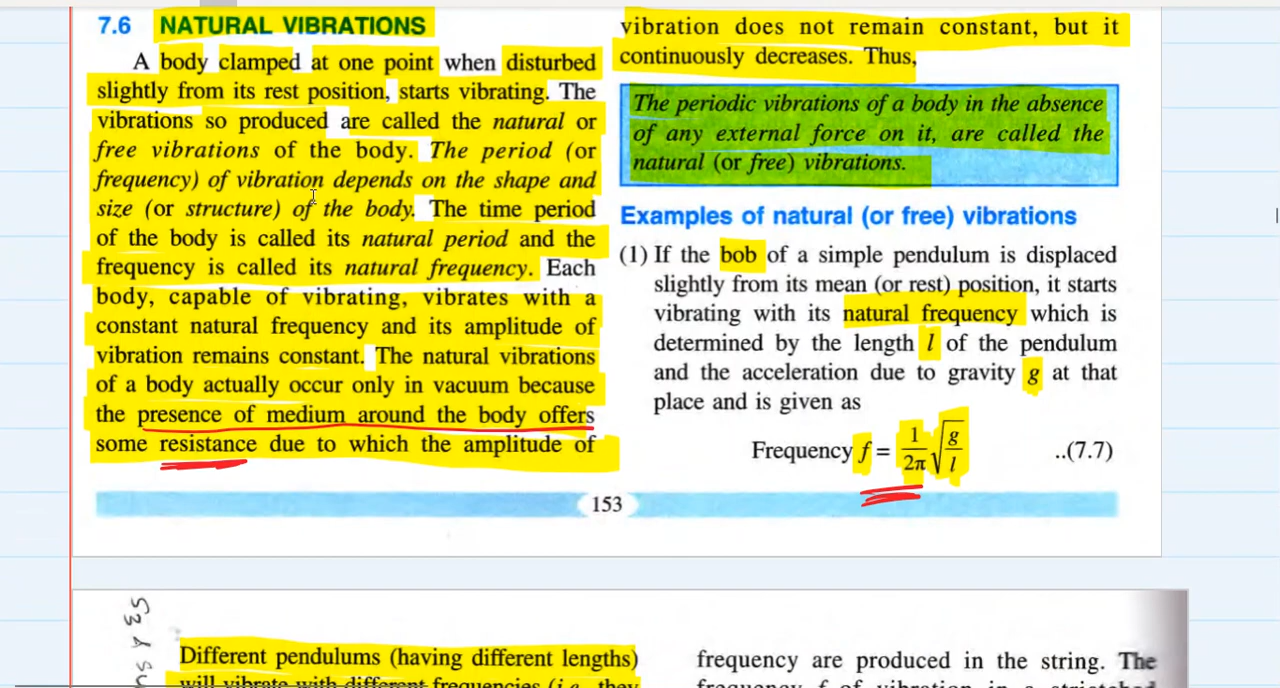 7.6 NATURAL VIBRATIONS
A body clamped at one point when disturbed
slightly from its rest position, starts vibrating. The
vibrations so produced are called the natural or
free vibrations of the body. The period (or
frequency) of vibration depends on the shape and
size (or structure) of the body. The time period
of the body is called its natural period and the
frequency is called its natural frequency. Each
body, capable of vibrating, vibrates with a
constant natural frequency and its amplitude of
vibration remains constant. The natural vibrations
of a body actually occur only in vacuum because
the presence of medium around the body offers
some resistance due to which the amplitude of
vibration does not remain constant, but it
continuously decreases. Thus,
The periodic vibrations of a body in the absence
of any external force on it, are called the
natural (or free) vibrations.
Examples of natural (or free) vibrations
(1) If the bob of a simple pendulum is displaced
slightly from its mean (or rest) position, it starts
vibrating with its natural frequency which is
determined by the length l of the pendulum
and the acceleration due to gravity g at that
place and is given as
Frequency f = 1/2π √g/l ..(7.7)
153
Different pendulums (having different lengths)
will vibrate with different frequencies (i.e., they
frequency are produced in the string. The
frequency f of vibration in a stretched